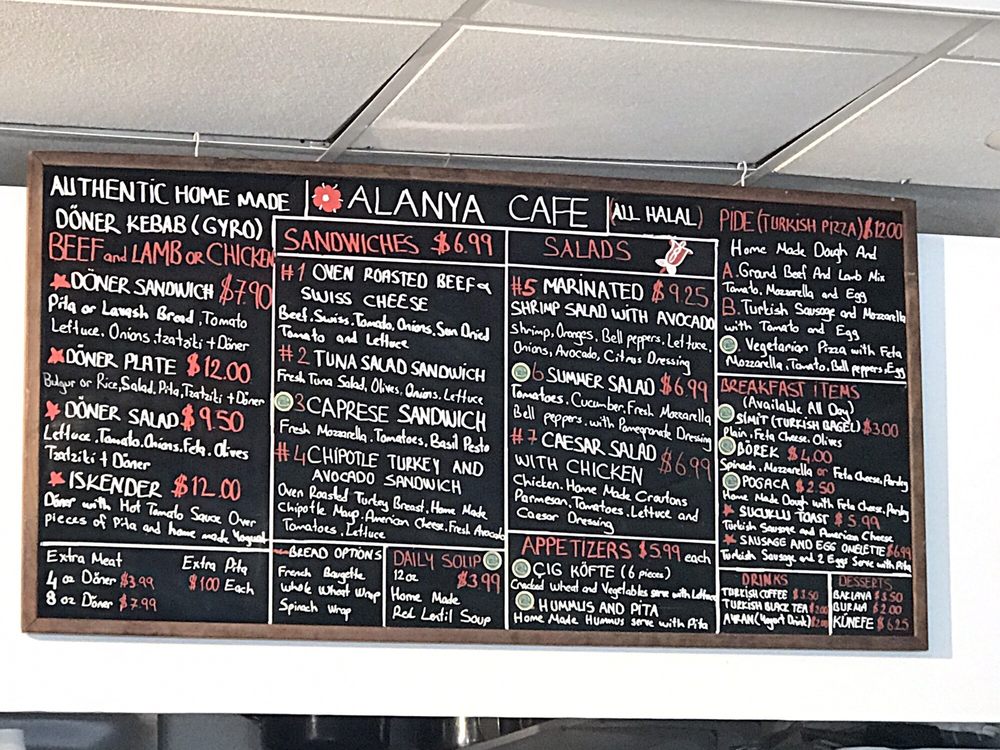 AUTHENTIC HOME MADE
DÖNER KEBAB (GYRO)
BEEF and LAMB OR CHICKEN
DÖNER SANDWICH $7.90
Pita or Lavash Bread, Tomato
Lettuce, Onions, tzatziki + Döner
DÖNER PLATE $12.00
Bulgur or Rice, Salad, Pita, Tzatziki + Döner
DÖNER SALAD $9.50
Lettuce, Tomato, Onions, Feta, Olives
Tzatziki + Döner
ISKENDER $12.00
Döner with Hot Tomato Sauce Over
pieces of Pita and home made Yogurt
Extra Meat
4 oz Döner $3.99
8 oz Döner $7.99
Extra Pita
$1.00 Each
ALANYA CAFE
(ALL HALAL)
SANDWICHES $6.99
#1 OVEN ROASTED BEEF &
SWISS CHEESE
Beef, Swiss, Tomato, Onions, Sun Dried
Tomato and Lettuce
#2 TUNA SALAD SANDWICH
Fresh Tuna Salad, Olives, Onions, Lettuce
3 CAPRESE SANDWICH
Fresh Mozzarella, Tomatoes, Basil Pesto
#4 CHIPOTLE TURKEY AND
AVOCADO SANDWICH
Oven Roasted Turkey Breast, Home Made
Chipotle Mayo, American Cheese, Fresh Avocado
Tomatoes, Lettuce
BREAD OPTIONS
French Baugette
Whole Wheat Wrap
Spinach Wrap
DAILY SOUP
12 oz $3.99
Home Made
Red Lentil Soup
SALADS
#5 MARINATED $9.25
SHRIMP SALAD WITH AVOCADO
Shrimp, Oranges, Bell peppers, Lettuce,
Onions, Avocado, Citrus Dressing
6 SUMMER SALAD $6.99
Tomatoes, Cucumber, Fresh Mozzarella
Bell peppers, with Pomegranate Dressing
#7 CAESAR SALAD $6.99
WITH CHICKEN
Chicken, Home Made Croutons
Parmesan, Tomatoes, Lettuce and
Caesar Dressing
APPETIZERS $5.99 each
ÇIG KÖFTE (6 pieces)
Cracked Wheat and Vegetables serve with Lettuce
HUMMUS AND PITA
Home Made Hummus serve with Pita
PIDE (TURKISH PIZZA) $12.00
Home Made Dough And
A. Grand Beef And Lamb Mix
Tomato, Mozzarella and Egg
B. Turkish Sausage and Mozzarella
with Tomato and Egg
Vegetarian Pizza with Feta
Mozzarella, Tomato, Bell peppers, Egg
BREAKFAST ITEMS
(Available All Day)
SİMİT (TURKISH BAGEL) $3.00
Plain, Feta Cheese, Olives
BÖREK $4.00
Spinach, Mozzarella or Feta Cheese, Parsley
POGACA $2.50
Home Made Dough with Feta Cheese, Parsley
SUCUKLU TOAST $5.99
Turkish Sausage and American Cheese
SAUSAGE AND EGG OMELETTE $6.99
Turkish Sausage and 2 Eggs Serve with Pita
DRINKS
TURKISH COFFEE $3.50
TURKISH BLACK TEA $2.00
AYRAN (Yogurt Drink) $2.00
DESSERTS
BAKLAVA $3.50
BURMA $2.00
KÜNEFE $6.25